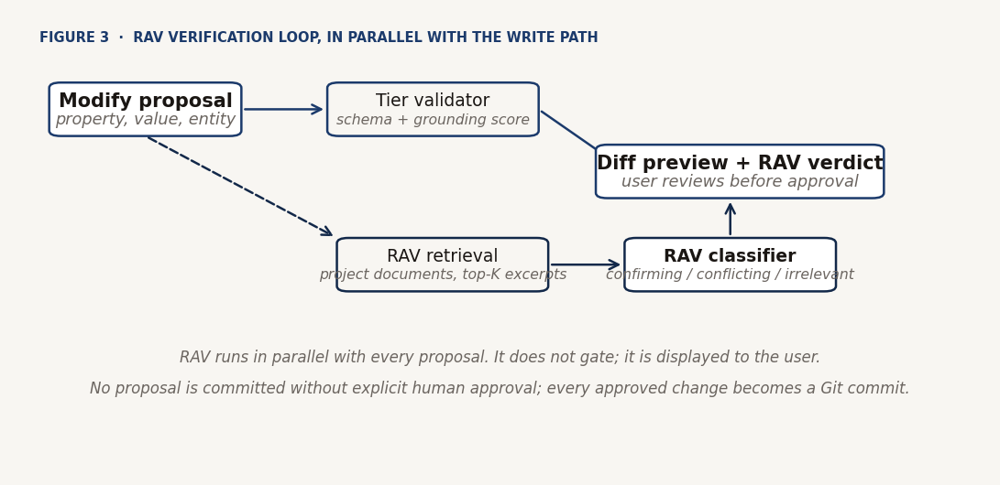 FIGURE 3 · RAV VERIFICATION LOOP, IN PARALLEL WITH THE WRITE PATH
Modify proposal
property, value, entity
Tier validator
schema + grounding score
Diff preview + RAV verdict
user reviews before approval
RAV retrieval
project documents, top-K excerpts
RAV classifier
confirming / conflicting / irrelevant
RAV runs in parallel with every proposal. It does not gate; it is displayed to the user.
No proposal is committed without explicit human approval; every approved change becomes a Git commit.